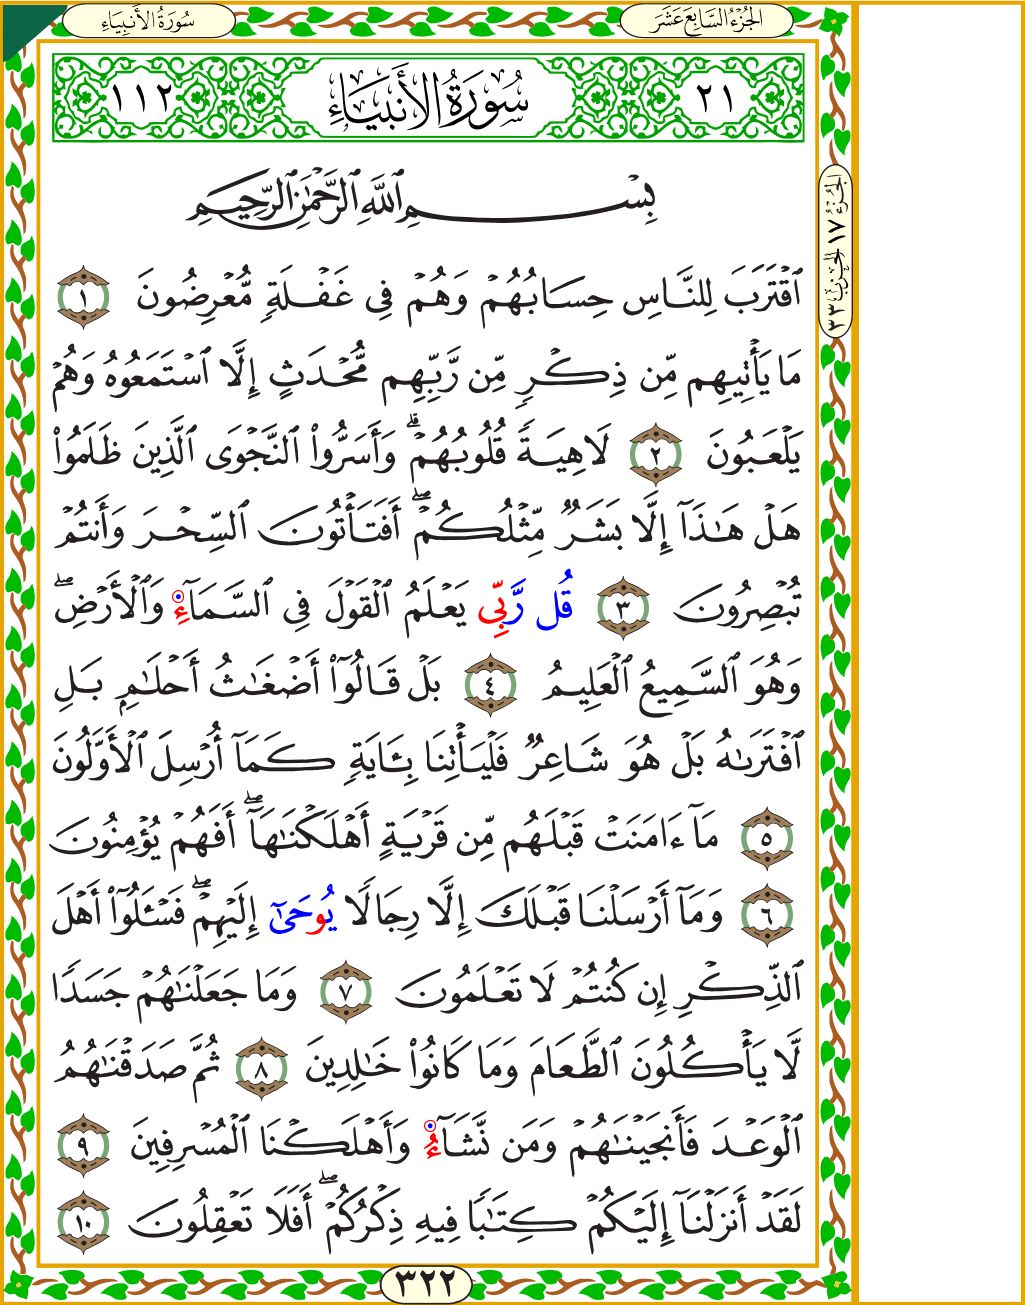 سُورَةُ الأَنبِيَاءِ
الجُزْءُ السَّابِعَ عَشَرَ
٢١
سُورَةُ الأَنبِيَاءِ
١١٢
الجُزْءُ ١٧ الحِزْبُ ٣٣
بِسْمِ ٱللَّهِ ٱلرَّحْمَٰنِ ٱلرَّحِيمِ
ٱقْتَرَبَ لِلنَّاسِ حِسَابُهُمْ وَهُمْ فِى غَفْلَةٍ مُّعْرِضُونَ ١
مَا يَأْتِيهِم مِّن ذِكْرٍ مِّن رَّبِّهِم مُّحْدَثٍ إِلَّا ٱسْتَمَعُوهُ وَهُمْ
يَلْعَبُونَ ٢ لَاهِيَةً قُلُوبُهُمْ ۗ وَأَسَرُّوا۟ ٱلنَّجْوَى ٱلَّذِينَ ظَلَمُوا۟
هَلْ هَٰذَآ إِلَّا بَشَرٌ مِّثْلُكُمْ ۖ أَفَتَأْتُونَ ٱلسِّحْرَ وَأَنتُمْ
تُبْصِرُونَ ٣ قُل رَّبِّى يَعْلَمُ ٱلْقَوْلَ فِى ٱلسَّمَآءِ وَٱلْأَرْضِ ۖ
وَهُوَ ٱلسَّمِيعُ ٱلْعَلِيمُ ٤ بَلْ قَالُوٓا۟ أَضْغَٰثُ أَحْلَٰمٍۭ بَلِ
ٱفْتَرَىٰهُ بَلْ هُوَ شَاعِرٌ فَلْيَأْتِنَا بِـَٔايَةٍ كَمَآ أُرْسِلَ ٱلْأَوَّلُونَ
٥ مَآ ءَامَنَتْ قَبْلَهُم مِّن قَرْيَةٍ أَهْلَكْنَٰهَآ ۖ أَفَهُمْ يُؤْمِنُونَ
٦ وَمَآ أَرْسَلْنَا قَبْلَكَ إِلَّا رِجَالًا يُوحَىٰٓ إِلَيْهِمْ ۖ فَسْـَٔلُوٓا۟ أَهْلَ
ٱلذِّكْرِ إِن كُنتُمْ لَا تَعْلَمُونَ ٧ وَمَا جَعَلْنَٰهُمْ جَسَدًا
لَّا يَأْكُلُونَ ٱلطَّعَامَ وَمَا كَانُوا۟ خَٰلِدِينَ ٨ ثُمَّ صَدَقْنَٰهُمُ
ٱلْوَعْدَ فَأَنجَيْنَٰهُمْ وَمَن نَّشَآءُ وَأَهْلَكْنَا ٱلْمُسْرِفِينَ ٩
لَقَدْ أَنزَلْنَآ إِلَيْكُمْ كِتَٰبًا فِيهِ ذِكْرُكُمْ ۖ أَفَلَا تَعْقِلُونَ ١٠
٣٢٢